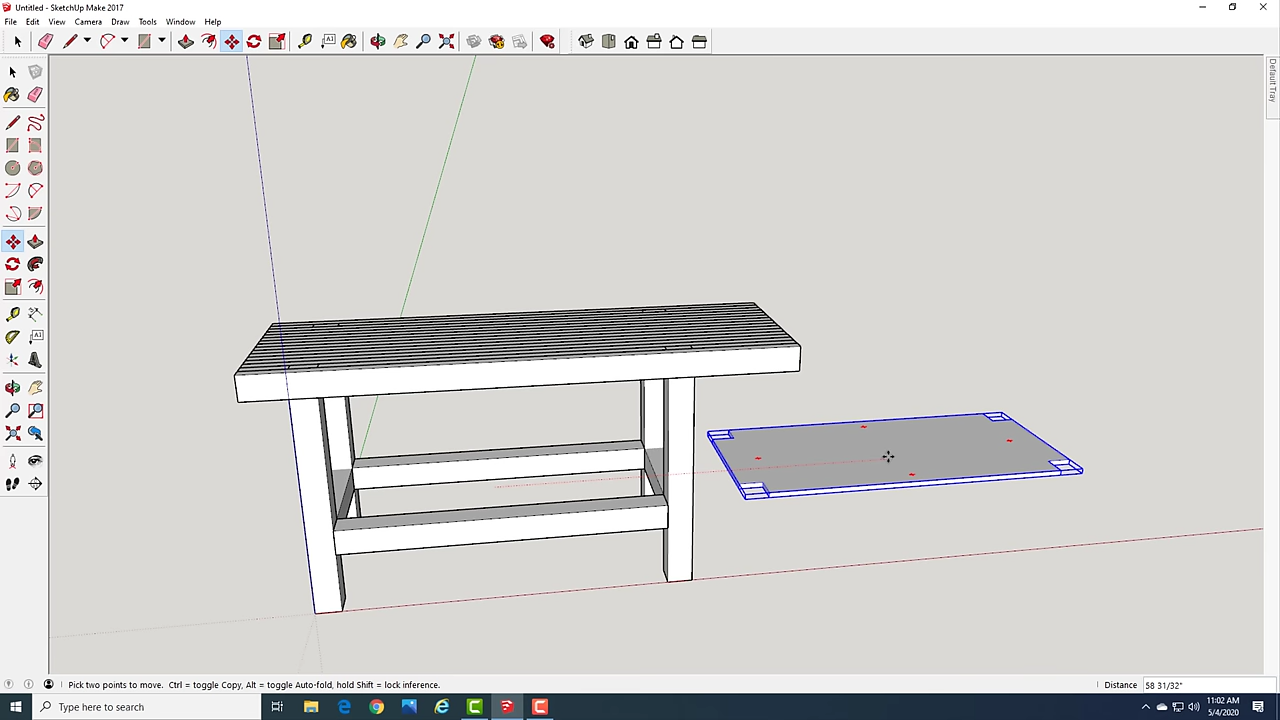 Untitled - SketchUp Make 2017
File Edit View Camera Draw Tools Window Help
Default Tray
Pick two points to move. Ctrl = toggle Copy, Alt = toggle Auto-fold, hold Shift = lock inference.
Distance 58 31/32"
Type here to search
11:02 AM
5/4/2020